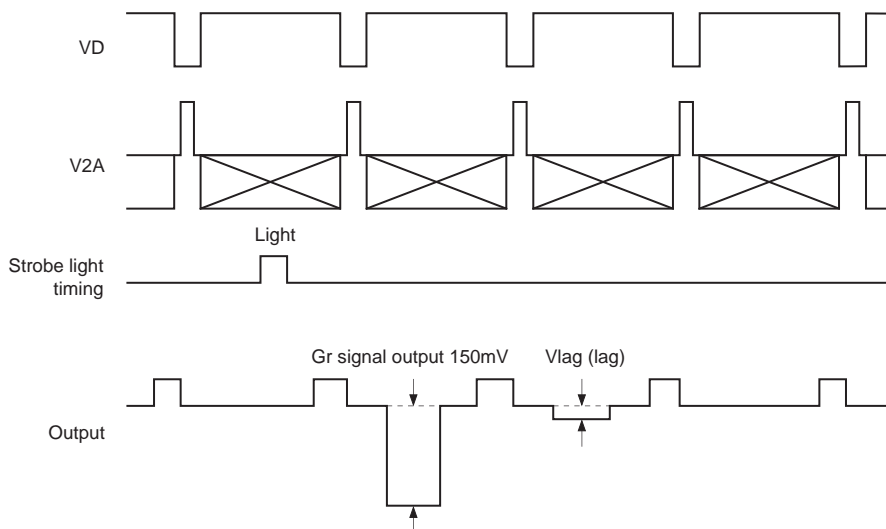 VD
V2A
Light
Strobe light
timing
Gr signal output 150mV
Vlag (lag)
Output